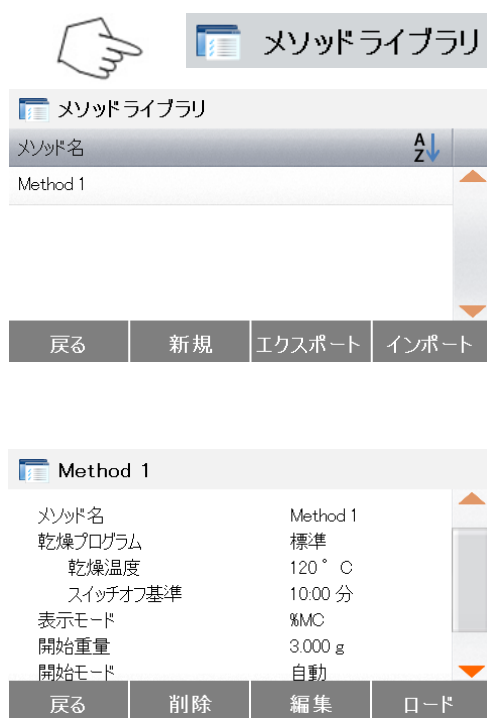 メソッドライブラリ
メソッドライブラリ
メソッド名 A Z
Method 1
戻る 新規 エクスポート インポート
Method 1
メソッド名 Method 1
乾燥プログラム 標準
乾燥温度 120 ° C
スイッチオフ基準 10:00 分
表示モード %MC
開始重量 3.000 g
開始モード 自動
戻る 削除 編集 ロード